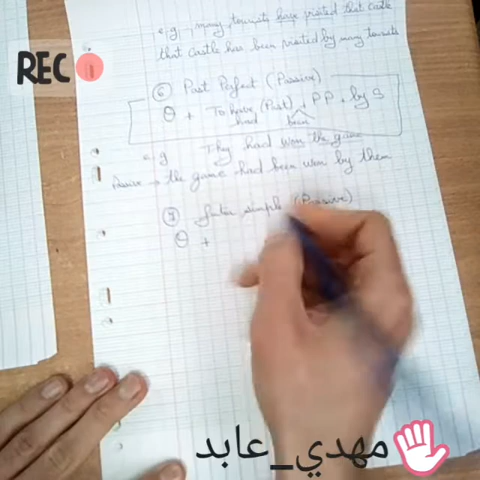 e.g → many tourists have visited that castle
that castle has been visited by many tourists
REC
⑥ Past Perfect (Passive)
θ + To have (Past) + PP + by S
had been
e.g They had won the game
Passive → the game had been won by them
⑦ futur simple (Passive)
θ +
مهدي_عابد